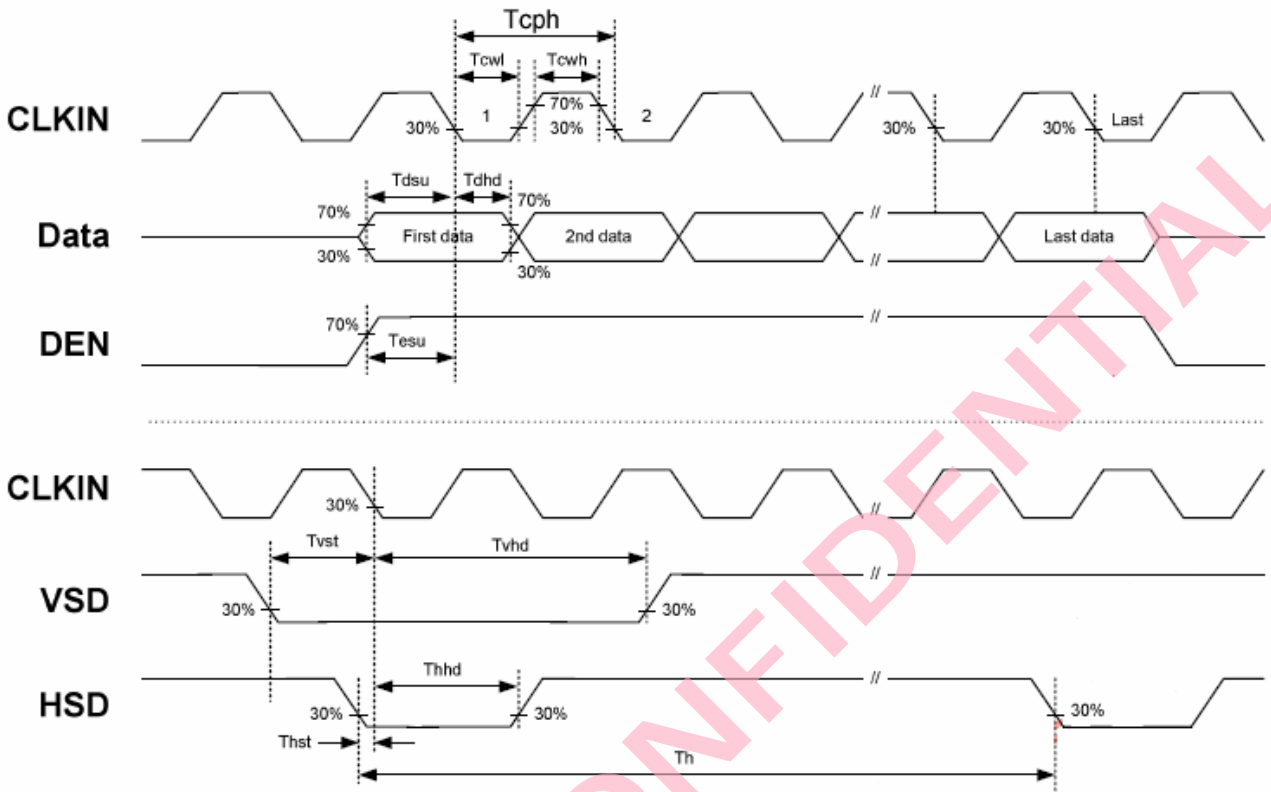 Tcph
Tcwl Tcwh
CLKIN 30% 1 70% 30% 2 // 30% 30% Last
Tdsu Tdhd
70% 70%
Data First data 2nd data // // Last data
30% 30%
70% //
DEN Tesu
CLKIN 30% //
Tvst Tvhd
VSD 30% 30% //
Thhd
HSD 30% 30% // 30%
Thst
Th
CONFIDENTIAL